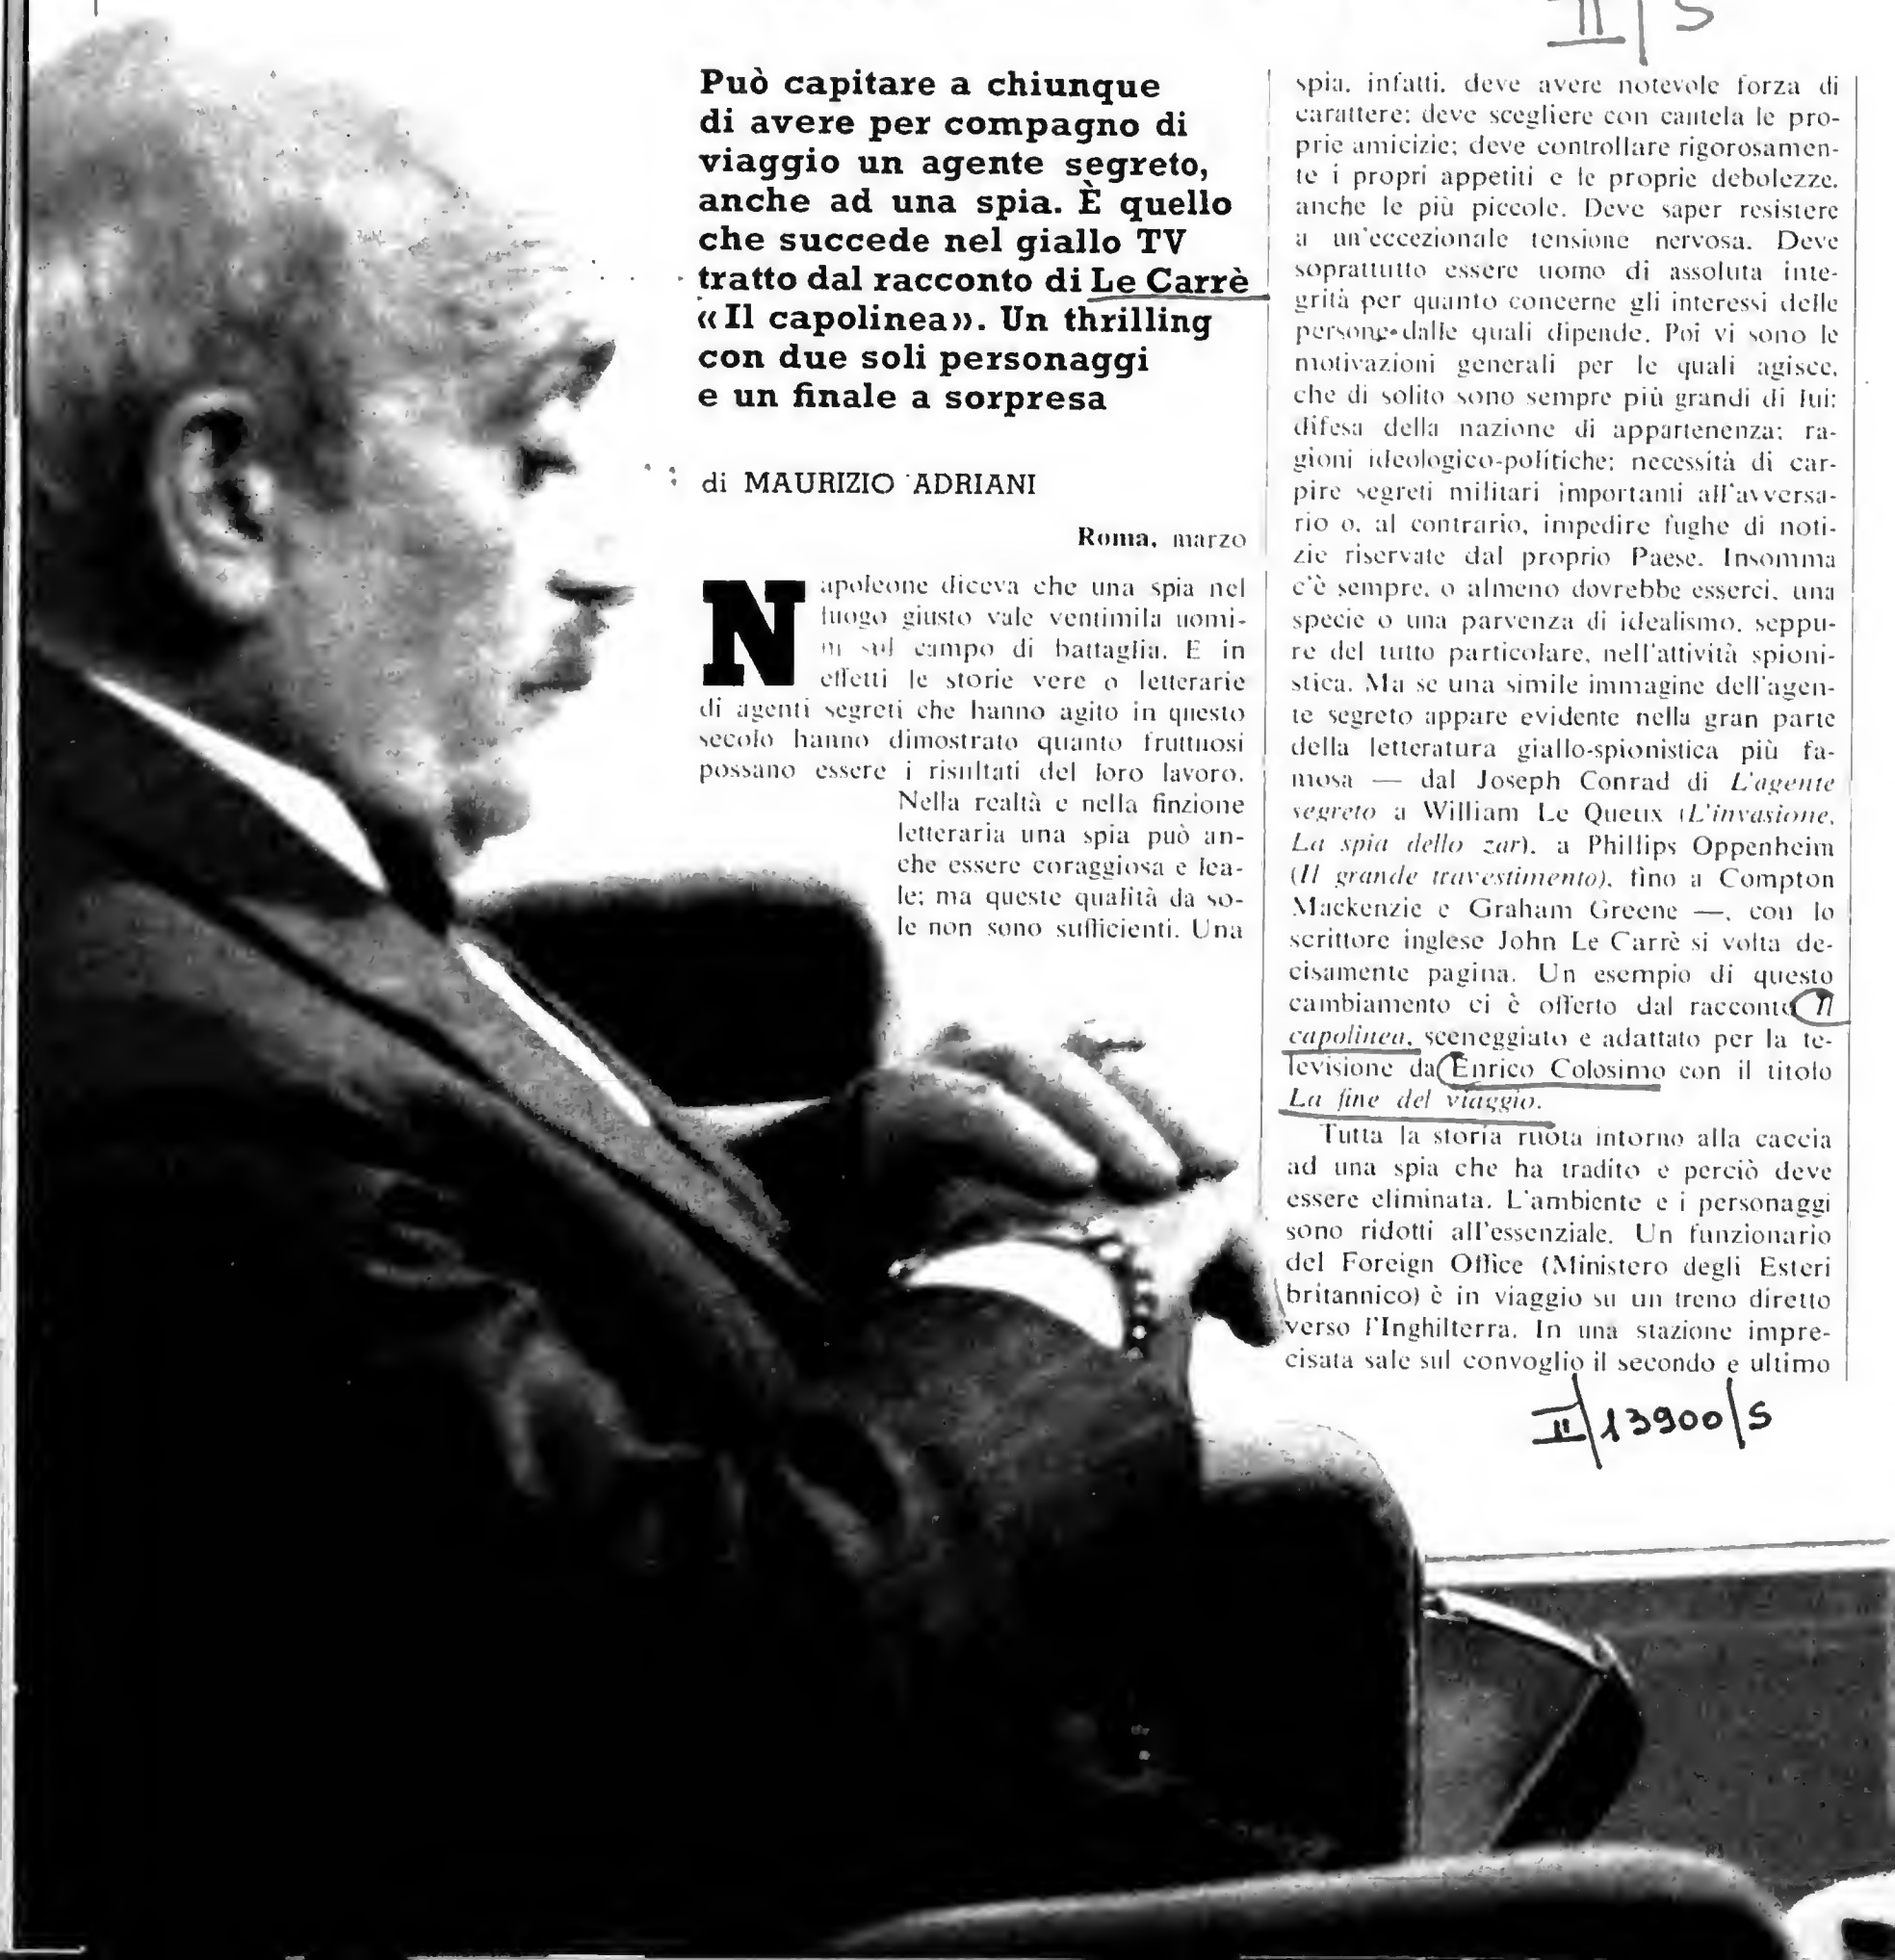 II/S
Può capitare a chiunque
di avere per compagno di
viaggio un agente segreto,
anche ad una spia. È quello
che succede nel giallo TV
tratto dal racconto di Le Carrè
«Il capolinea». Un thrilling
con due soli personaggi
e un finale a sorpresa
di MAURIZIO ADRIANI
Roma, marzo
Napoleone diceva che una spia nel
luogo giusto vale ventimila uomi-
ni sul campo di battaglia. E in
effetti le storie vere o letterarie
di agenti segreti che hanno agito in questo
secolo hanno dimostrato quanto fruttuosi
possano essere i risultati del loro lavoro.
Nella realtà e nella finzione
letteraria una spia può an-
che essere coraggiosa e lea-
le; ma queste qualità da so-
le non sono sufficienti. Una
spia, infatti, deve avere notevole forza di
carattere; deve scegliere con cautela le pro-
prie amicizie; deve controllare rigorosamen-
te i propri appetiti e le proprie debolezze,
anche le più piccole. Deve saper resistere
a un'eccezionale tensione nervosa. Deve
soprattutto essere uomo di assoluta inte-
grità per quanto concerne gli interessi delle
persone dalle quali dipende. Poi vi sono le
motivazioni generali per le quali agisce,
che di solito sono sempre più grandi di lui:
difesa della nazione di appartenenza; ra-
gioni ideologico-politiche; necessità di car-
pire segreti militari importanti all'avversa-
rio o, al contrario, impedire fughe di noti-
zie riservate dal proprio Paese. Insomma
c'è sempre, o almeno dovrebbe esserci, una
specie o una parvenza di idealismo, seppu-
re del tutto particolare, nell'attività spioni-
stica. Ma se una simile immagine dell'agen-
te segreto appare evidente nella gran parte
della letteratura giallo-spionistica più fa-
mosa — dal Joseph Conrad di L'agente
segreto a William Le Queux (L'invasione,
La spia dello zar), a Phillips Oppenheim
(Il grande travestimento), fino a Compton
Mackenzie e Graham Greene —, con lo
scrittore inglese John Le Carrè si volta de-
cisamente pagina. Un esempio di questo
cambiamento ci è offerto dal racconto Il
capolinea, sceneggiato e adattato per la te-
levisione da Enrico Colosimo con il titolo
La fine del viaggio.
Tutta la storia ruota intorno alla caccia
ad una spia che ha tradito e perciò deve
essere eliminata. L'ambiente e i personaggi
sono ridotti all'essenziale. Un funzionario
del Foreign Office (Ministero degli Esteri
britannico) è in viaggio su un treno diretto
verso l'Inghilterra. In una stazione impre-
cisata sale sul convoglio il secondo e ultimo
II/13900/S